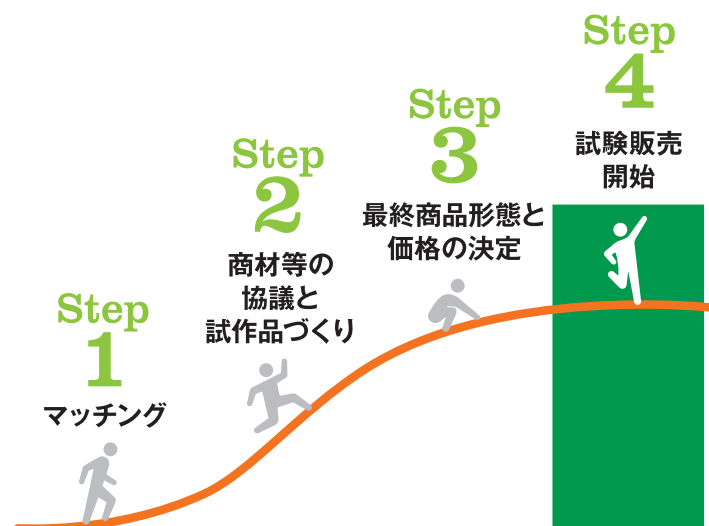 Step
1
マッチング
Step
2
商材等の
協議と
試作品づくり
Step
3
最終商品形態と
価格の決定
Step
4
試験販売
開始